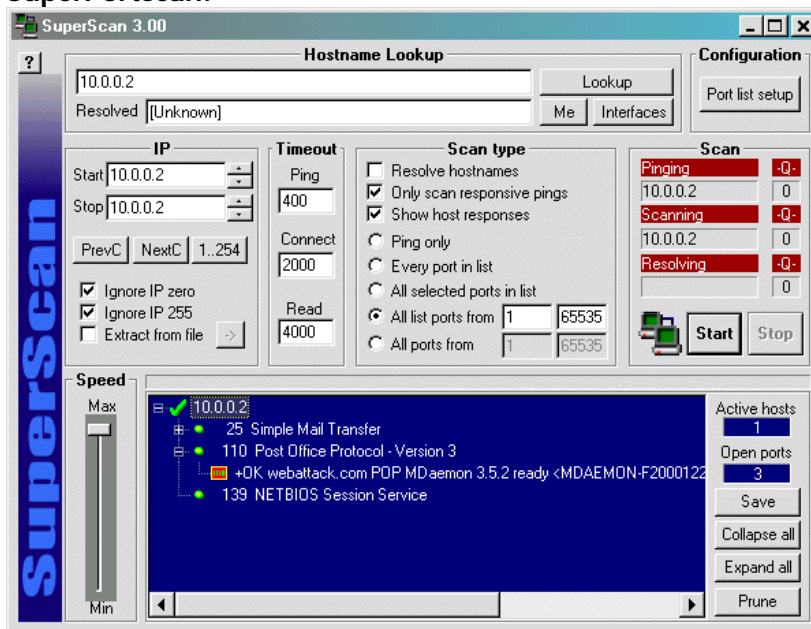 SuperScan 3.00
?
Hostname Lookup
10.0.0.2
Lookup
Resolved [Unknown]
Me
Interfaces
Configuration
Port list setup
IP
Start 10.0.0.2
Stop 10.0.0.2
PrevC
NextC
1..254
Ignore IP zero
Ignore IP 255
Extract from file
->
Timeout
Ping
400
Connect
2000
Read
4000
Scan type
Resolve hostnames
Only scan responsive pings
Show host responses
Ping only
Every port in list
All selected ports in list
All list ports from 1 65535
All ports from 1 65535
Scan
Pinging -Q-
10.0.0.2 0
Scanning -Q-
10.0.0.2 0
Resolving -Q-
0
Start
Stop
SuperScan
Speed
Max
Min
10.0.0.2
25 Simple Mail Transfer
110 Post Office Protocol - Version 3
+OK webattack.com POP MDaemon 3.5.2 ready <MDAEMON-F2000122
139 NETBIOS Session Service
Active hosts
1
Open ports
3
Save
Collapse all
Expand all
Prune